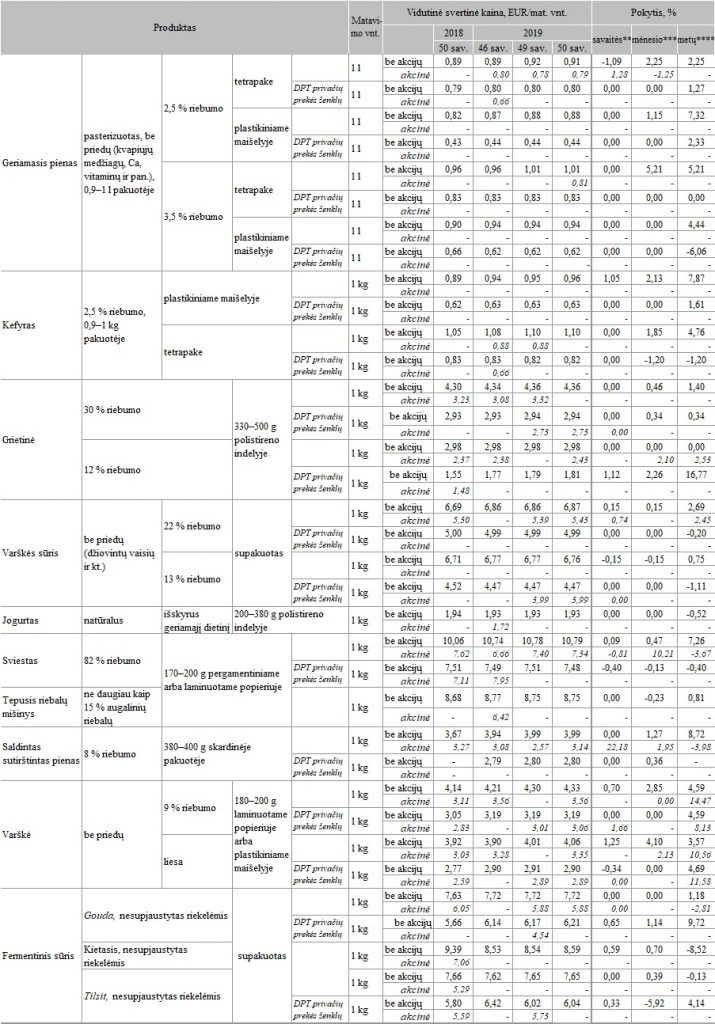 Produktas Matavi- Vidutinė svertinė kaina, EUR/mat. vnt. Pokytis, %
mo vnt. 2018 2019 savaitės** mėnesio*** metų****
50 sav. 46 sav. 49 sav. 50 sav.
Geriamasis pienas pasterizuotas, be priedų (kvapiųjų medžiagų, Ca, vitaminų ir pan.), 0,9–1 l pakuotėje
2,5 % riebumo tetrapake 1 l be akcijų 0,89 0,89 0,92 0,91 -1,09 2,25 2,25
akcinė - 0,80 0,78 0,79 1,28 -1,25 -
DPT privačių prekės ženklų 1 l be akcijų 0,79 0,80 0,80 0,80 0,00 0,00 1,27
akcinė - 0,66 - - - - -
plastikiniame maišelyje 1 l be akcijų 0,82 0,87 0,88 0,88 0,00 1,15 7,32
akcinė - - - - - - -
DPT privačių prekės ženklų 1 l be akcijų 0,43 0,44 0,44 0,44 0,00 0,00 2,33
akcinė - - - - - - -
3,5 % riebumo tetrapake 1 l be akcijų 0,96 0,96 1,01 1,01 0,00 5,21 5,21
akcinė - - - 0,81 - - -
DPT privačių prekės ženklų 1 l be akcijų 0,83 0,83 0,83 0,83 0,00 0,00 0,00
akcinė - - - - - - -
plastikiniame maišelyje 1 l be akcijų 0,90 0,94 0,94 0,94 0,00 0,00 4,44
akcinė - - - - - - -
DPT privačių prekės ženklų 1 l be akcijų 0,66 0,62 0,62 0,62 0,00 0,00 -6,06
akcinė - - - - - - -
Kefyras 2,5 % riebumo, 0,9–1 kg pakuotėje
plastikiniame maišelyje 1 kg be akcijų 0,89 0,94 0,95 0,96 1,05 2,13 7,87
akcinė - - - - - - -
DPT privačių prekės ženklų 1 kg be akcijų 0,62 0,63 0,63 0,63 0,00 0,00 1,61
akcinė - - - - - - -
tetrapake 1 kg be akcijų 1,05 1,08 1,10 1,10 0,00 1,85 4,76
akcinė - 0,88 0,88 - - - -
DPT privačių prekės ženklų 1 kg be akcijų 0,83 0,83 0,82 0,82 0,00 -1,20 -1,20
akcinė - 0,66 - - - - -
Grietinė 330–500 g polistireno indelyje
30 % riebumo 1 kg be akcijų 4,30 4,34 4,36 4,36 0,00 0,46 1,40
akcinė 3,23 3,08 3,32 - - - -
DPT privačių prekės ženklų 1 kg be akcijų 2,93 2,93 2,94 2,94 0,00 0,34 0,34
akcinė - - 2,73 2,73 0,00 - -
12 % riebumo 1 kg be akcijų 2,98 2,98 2,98 2,98 0,00 0,00 0,00
akcinė 2,37 2,38 - 2,43 - 2,10 2,53
DPT privačių prekės ženklų 1 kg be akcijų 1,55 1,77 1,79 1,81 1,12 2,26 16,77
akcinė 1,48 - - - - - -
Varškės sūris be priedų (džiovintų vaisių ir kt.) supakuotas
22 % riebumo 1 kg be akcijų 6,69 6,86 6,86 6,87 0,15 0,15 2,69
akcinė 5,30 - 5,39 5,43 0,74 - 2,45
DPT privačių prekės ženklų 1 kg be akcijų 5,00 4,99 4,99 4,99 0,00 0,00 -0,20
akcinė - - - - - - -
13 % riebumo 1 kg be akcijų 6,71 6,77 6,77 6,76 -0,15 -0,15 0,75
akcinė - - - - - - -
DPT privačių prekės ženklų 1 kg be akcijų 4,52 4,47 4,47 4,47 0,00 0,00 -1,11
akcinė - - 3,99 3,99 0,00 - -
Jogurtas natūralus išskyrus geriamąjį dietinį 200–380 g polistireno indelyje 1 kg be akcijų 1,94 1,93 1,93 1,93 0,00 0,00 -0,52
akcinė - 1,72 - - - - -
Sviestas 82 % riebumo 170–200 g pergamentiniame arba laminuotame popieriuje 1 kg be akcijų 10,06 10,74 10,78 10,79 0,09 0,47 7,26
akcinė 7,62 6,66 7,40 7,34 -0,81 10,21 -3,67
DPT privačių prekės ženklų 1 kg be akcijų 7,51 7,49 7,51 7,48 -0,40 -0,13 -0,40
akcinė 7,11 7,95 - - - - -
Tepusis riebalų mišinys ne daugiau kaip 15 % augalinių riebalų 1 kg be akcijų 8,68 8,77 8,75 8,75 0,00 -0,23 0,81
akcinė - 6,42 - - - - -
Saldintas sutirštintas pienas 8 % riebumo 380–400 g skardinėje pakuotėje 1 kg be akcijų 3,67 3,94 3,99 3,99 0,00 1,27 8,72
akcinė 3,27 3,08 2,57 3,14 22,18 1,95 -3,98
DPT privačių prekės ženklų 1 kg be akcijų - 2,79 2,80 2,80 0,00 0,36 -
akcinė - - - - - - -
Varškė be priedų 180–200 g laminuotame popieriuje arba plastikiniame maišelyje
9 % riebumo 1 kg be akcijų 4,14 4,21 4,30 4,33 0,70 2,85 4,59
akcinė 3,11 3,56 - 3,56 - 0,00 14,47
DPT privačių prekės ženklų 1 kg be akcijų 3,05 3,19 3,19 3,19 0,00 0,00 4,59
akcinė 2,83 - 3,01 3,06 1,66 - 8,13
liesa 1 kg be akcijų 3,92 3,90 4,01 4,06 1,25 4,10 3,57
akcinė 3,03 3,28 - 3,35 - 2,13 10,56
DPT privačių prekės ženklų 1 kg be akcijų 2,77 2,90 2,91 2,90 -0,34 0,00 4,69
akcinė 2,59 - 2,89 2,89 0,00 - 11,58
Fermentinis sūris supakuotas
Gouda, nesupjaustytas riekelėmis 1 kg be akcijų 7,63 7,72 7,72 7,72 0,00 0,00 1,18
akcinė 6,05 - 5,88 5,88 0,00 - -2,81
DPT privačių prekės ženklų 1 kg be akcijų 5,66 6,14 6,17 6,21 0,65 1,14 9,72
akcinė - - 4,54 - - - -
Kietasis, nesupjaustytas riekelėmis 1 kg be akcijų 9,39 8,53 8,54 8,59 0,59 0,70 -8,52
akcinė 7,06 - - - - - -
Tilsit, nesupjaustytas riekelėmis 1 kg be akcijų 7,66 7,62 7,65 7,65 0,00 0,39 -0,13
akcinė 5,29 - - - - - -
DPT privačių prekės ženklų 1 kg be akcijų 5,80 6,42 6,02 6,04 0,33 -5,92 4,14
akcinė 5,59 - 5,73 - - - -